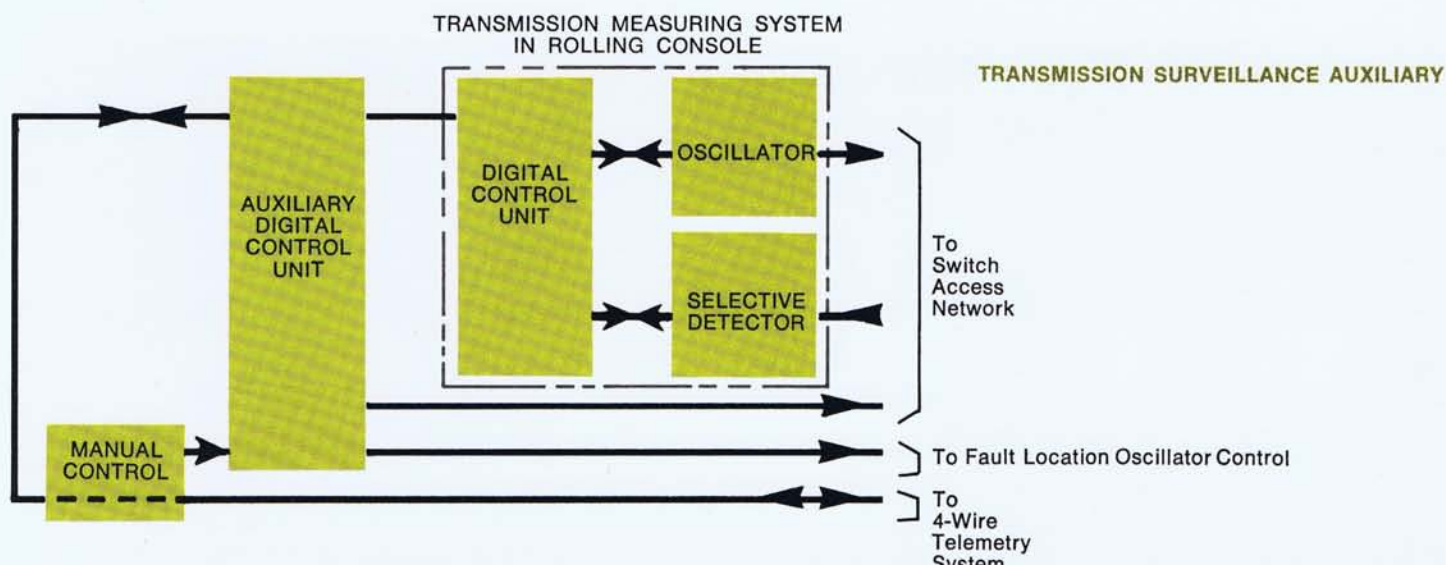 TRANSMISSION MEASURING SYSTEM
IN ROLLING CONSOLE
TRANSMISSION SURVEILLANCE AUXILIARY
AUXILIARY
DIGITAL
CONTROL
UNIT
DIGITAL
CONTROL
UNIT
OSCILLATOR
SELECTIVE
DETECTOR
To
Switch
Access
Network
MANUAL
CONTROL
To Fault Location Oscillator Control
To
4-Wire
Telemetry
System